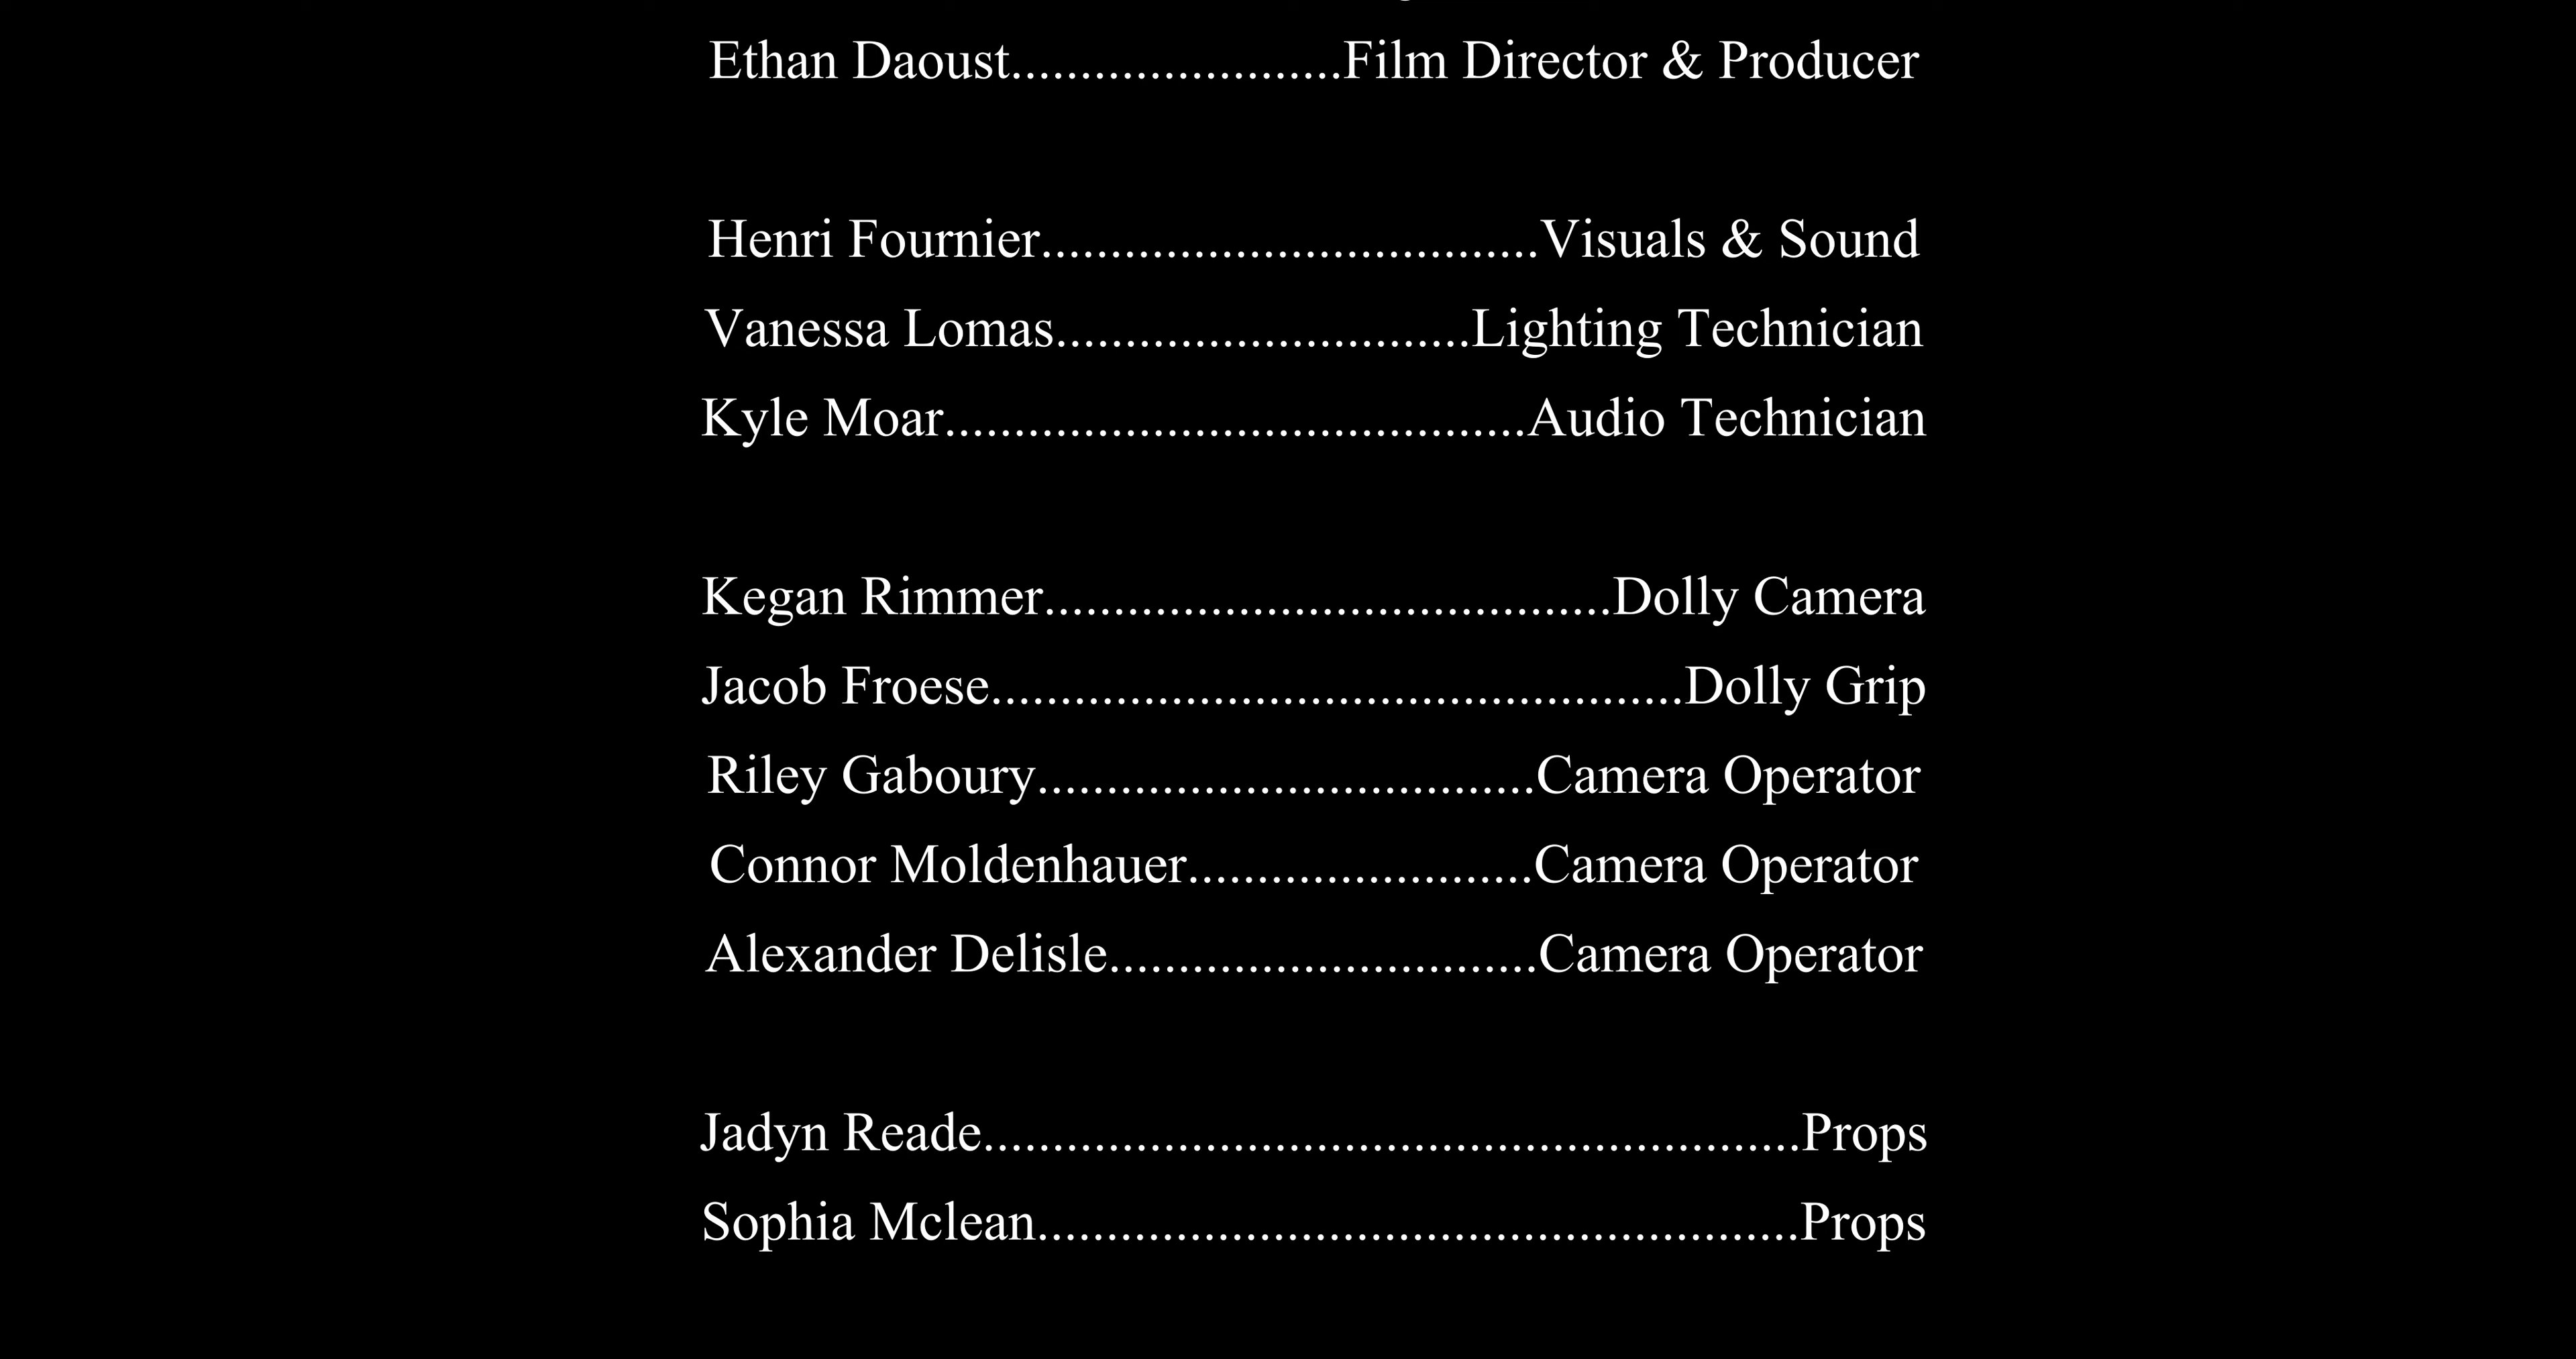 Ethan Daoust........................Film Director & Producer
Henri Fournier....................................Visuals & Sound
Vanessa Lomas..............................Lighting Technician
Kyle Moar..........................................Audio Technician
Kegan Rimmer.........................................Dolly Camera
Jacob Froese..................................................Dolly Grip
Riley Gaboury....................................Camera Operator
Connor Moldenhauer.........................Camera Operator
Alexander Delisle...............................Camera Operator
Jadyn Reade...........................................................Props
Sophia Mclean.......................................................Props